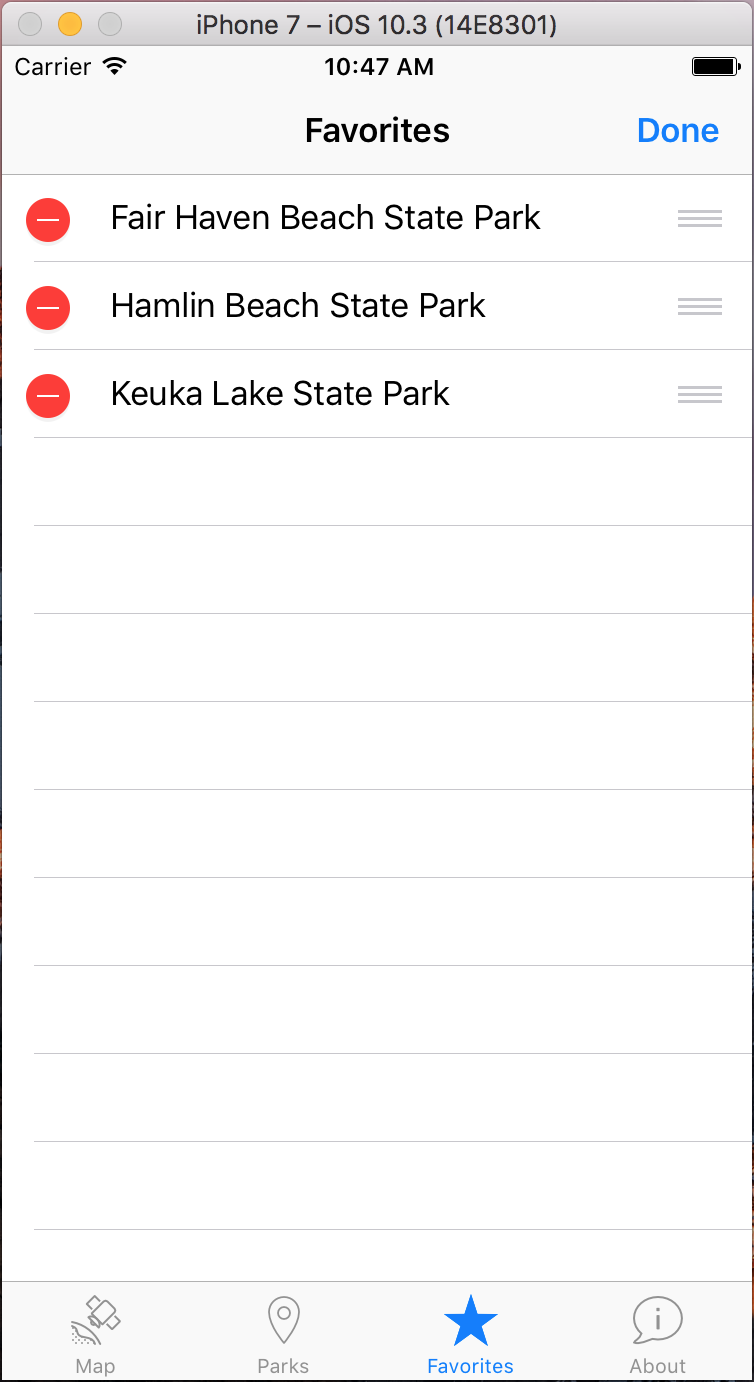 iPhone 7 – iOS 10.3 (14E8301)
Carrier 10:47 AM
Favorites Done
Fair Haven Beach State Park
Hamlin Beach State Park
Keuka Lake State Park
Map Parks Favorites About